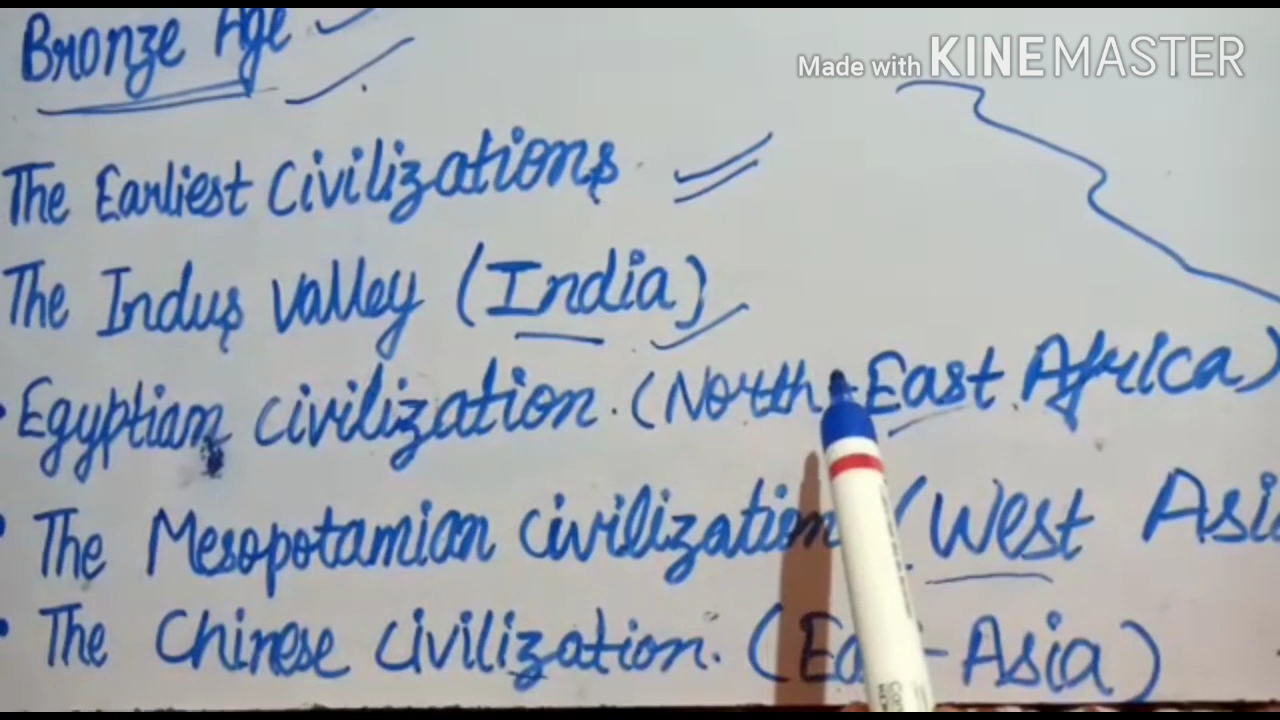 Bronze Age
Made with KINEMASTER
The Earliest Civilizations
The Indus Valley (India)
• Egyptian civilization. (North-East Africa)
• The Mesopotamian civilization (West Asi
• The Chinese civilization. (Ea -Asia)